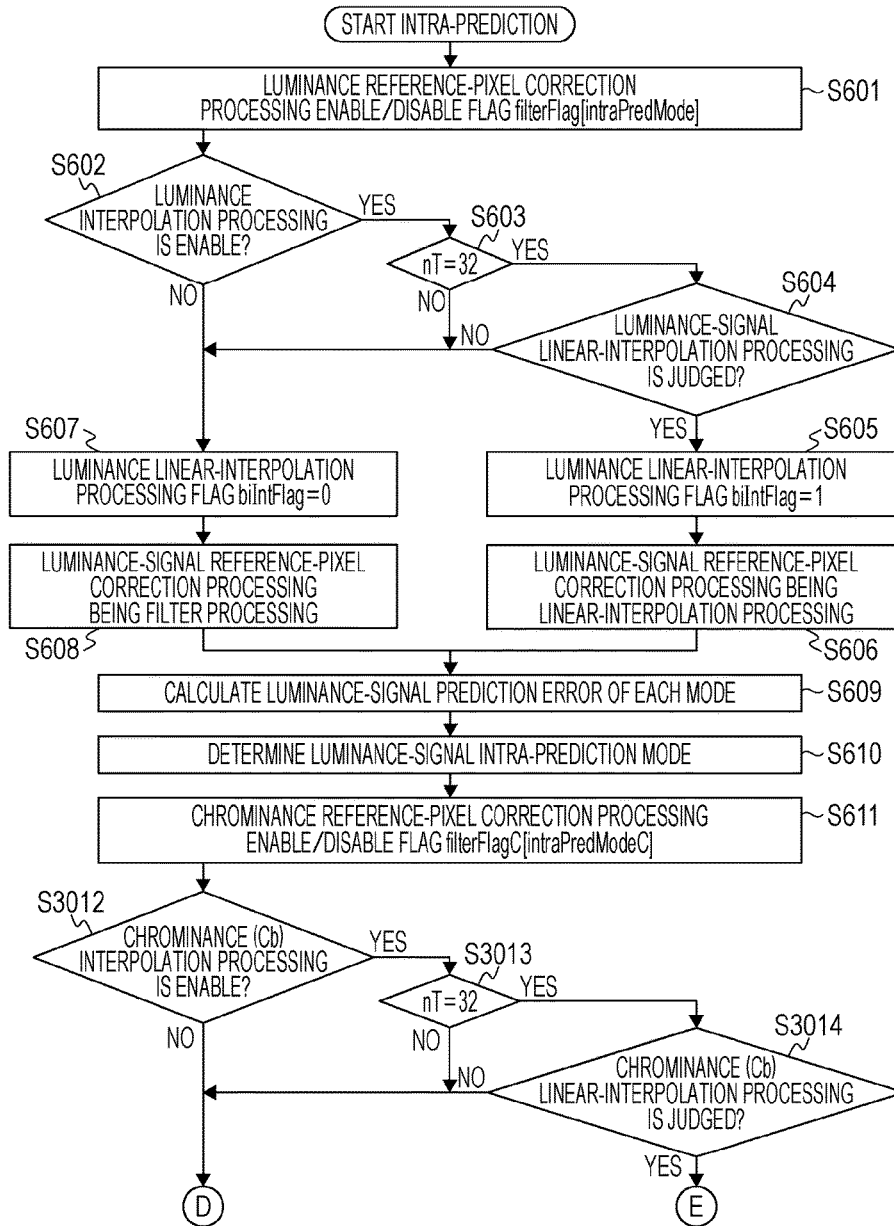 START INTRA-PREDICTION
LUMINANCE REFERENCE-PIXEL CORRECTION
PROCESSING ENABLE/DISABLE FLAG filterFlag[intraPredMode]
S601
S602
LUMINANCE
INTERPOLATION PROCESSING
IS ENABLE?
YES
NO
S603
nT=32
YES
NO
S604
LUMINANCE-SIGNAL
LINEAR-INTERPOLATION PROCESSING
IS JUDGED?
NO
YES
S607
LUMINANCE LINEAR-INTERPOLATION
PROCESSING FLAG biIntFlag=0
S605
LUMINANCE LINEAR-INTERPOLATION
PROCESSING FLAG biIntFlag=1
LUMINANCE-SIGNAL REFERENCE-PIXEL
CORRECTION PROCESSING
BEING FILTER PROCESSING
S608
LUMINANCE-SIGNAL REFERENCE-PIXEL
CORRECTION PROCESSING BEING
LINEAR-INTERPOLATION PROCESSING
S606
CALCULATE LUMINANCE-SIGNAL PREDICTION ERROR OF EACH MODE
S609
DETERMINE LUMINANCE-SIGNAL INTRA-PREDICTION MODE
S610
CHROMINANCE REFERENCE-PIXEL CORRECTION PROCESSING
ENABLE/DISABLE FLAG filterFlagC[intraPredModeC]
S611
S3012
CHROMINANCE (Cb)
INTERPOLATION PROCESSING
IS ENABLE?
YES
NO
S3013
nT=32
YES
NO
S3014
CHROMINANCE (Cb)
LINEAR-INTERPOLATION PROCESSING
IS JUDGED?
NO
YES
D
E